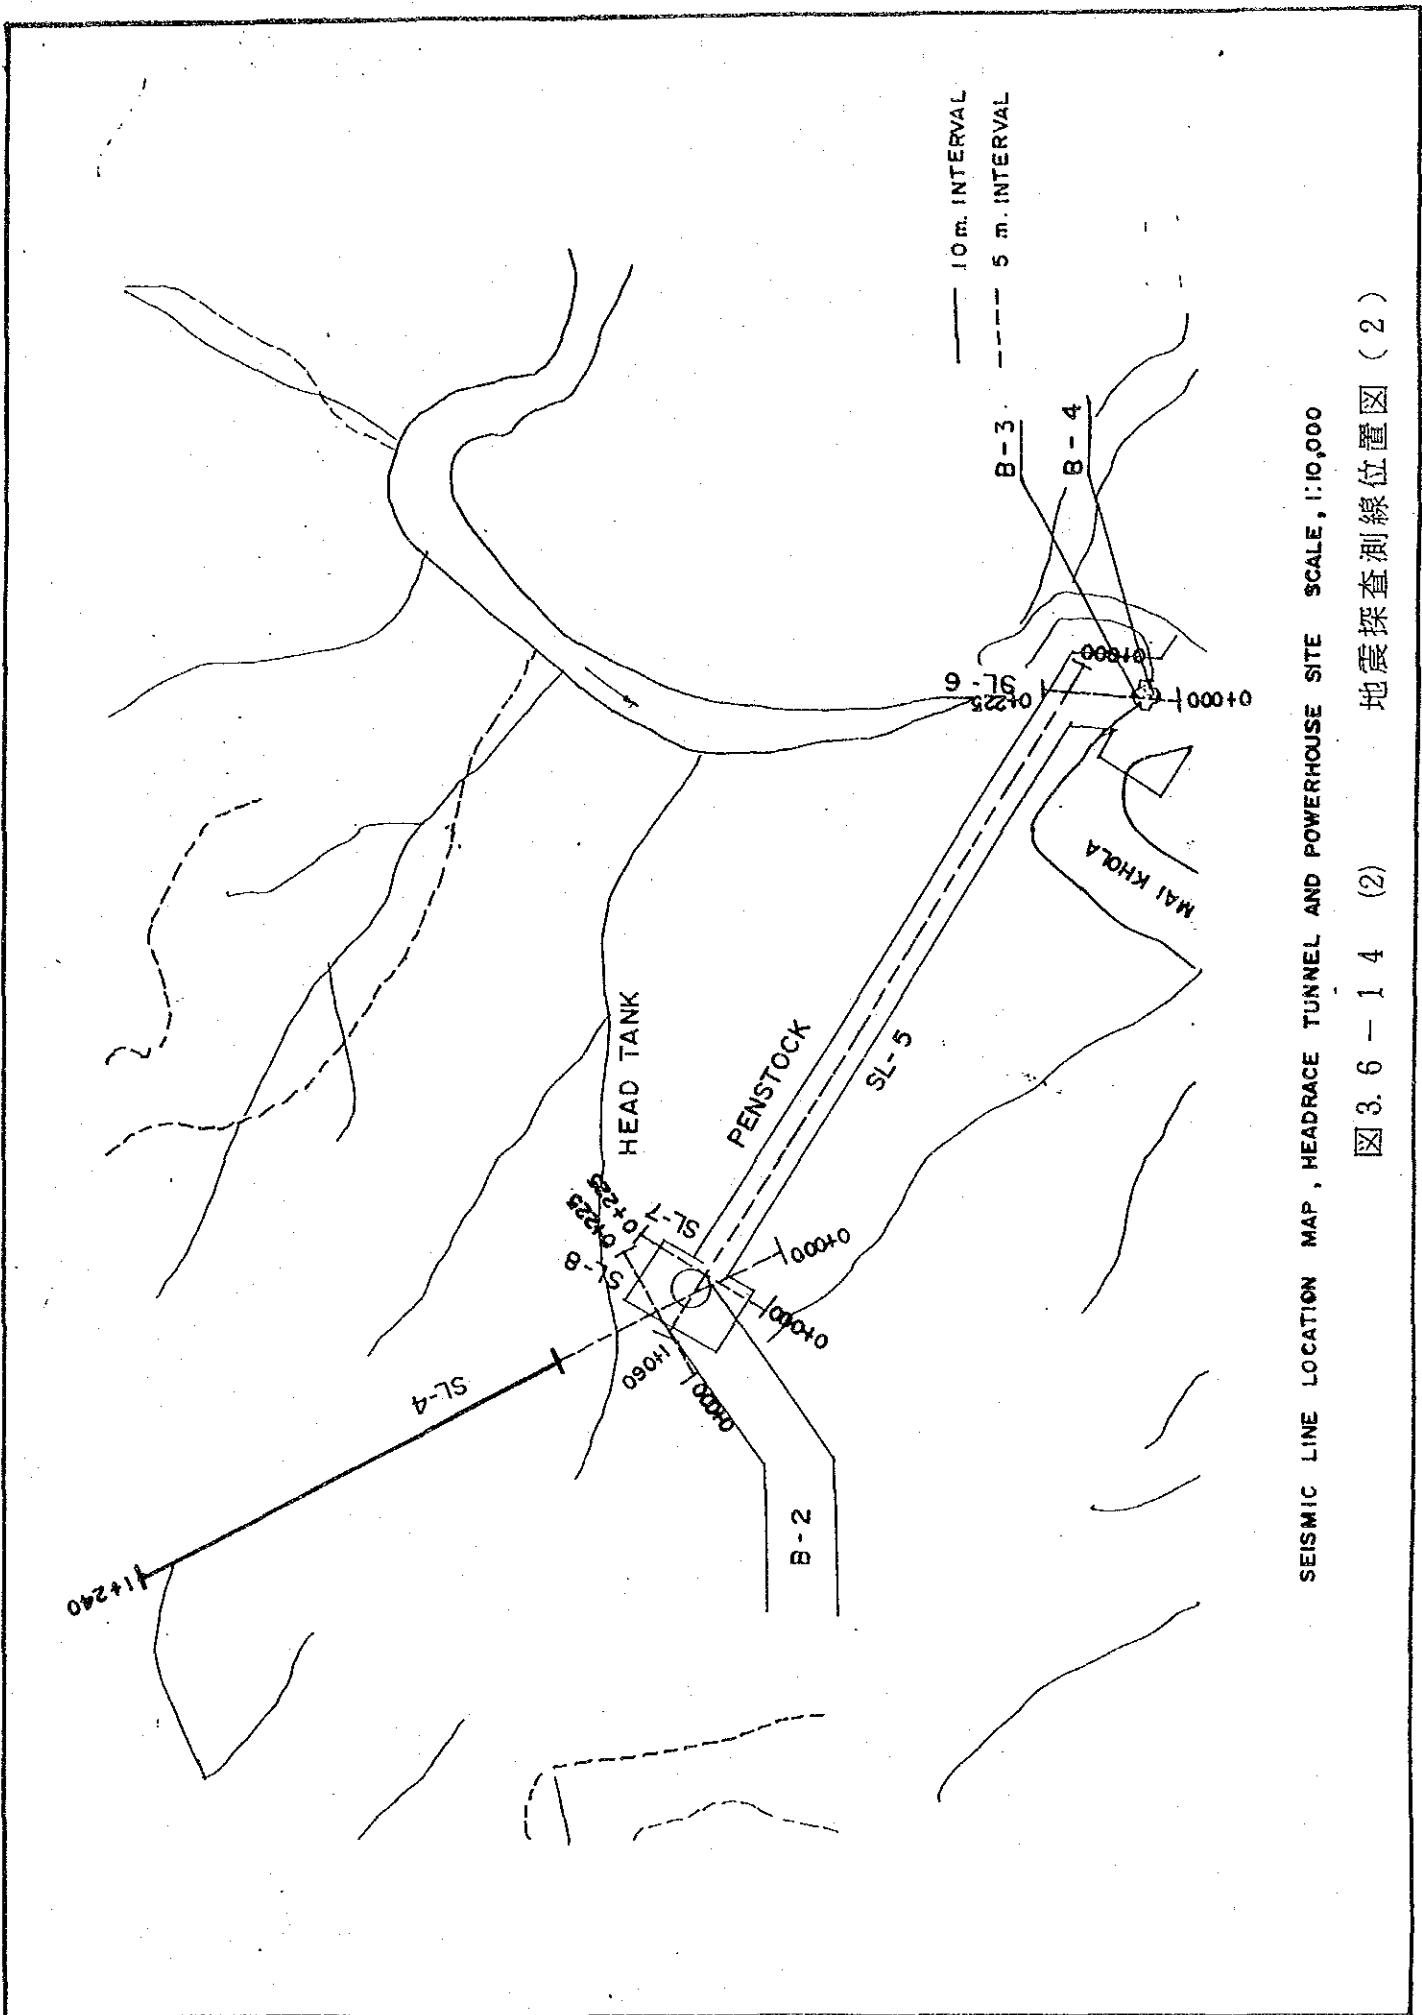 1+240
SL-4
SL-8
0+225
0+225
SL-7
HEAD TANK
PENSTOCK
SL-5
0+000
0+000
1+060
0+000
B-2
10 m. INTERVAL
5 m. INTERVAL
B-3
B-4
SL-6
0+225
0+000
0+000
MAI KHOLA
SEISMIC LINE LOCATION MAP, HEADRACE TUNNEL AND POWERHOUSE SITE SCALE, 1:10,000
図3.6-14 (2) 地震探査測線位置図(2)